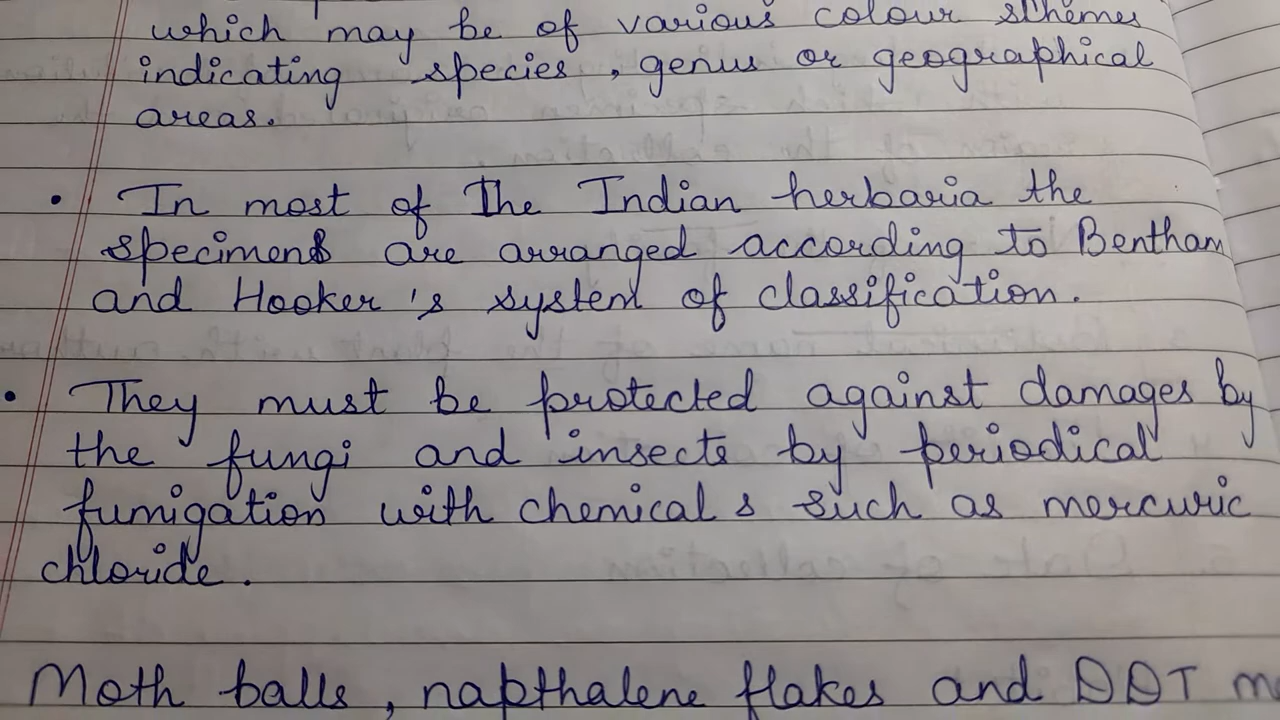 which may be of various colour schemes
indicating species, genus or geographical
areas.
• In most of the Indian herbaria the
specimens are arranged according to Bentham
and Hooker's system of classification.
• They must be protected against damages by
the fungi and insects by periodical
fumigation with chemicals such as mercuric
chloride.
Moth balls, napthalene flakes and DDT